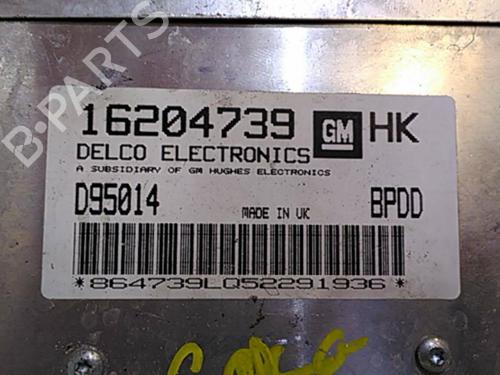 B-PARTS
16204739 GM HK
DELCO ELECTRONICS
A SUBSIDIARY OF GM HUGHES ELECTRONICS
D95014 MADE IN UK BPDD
*864739LQ52291936*